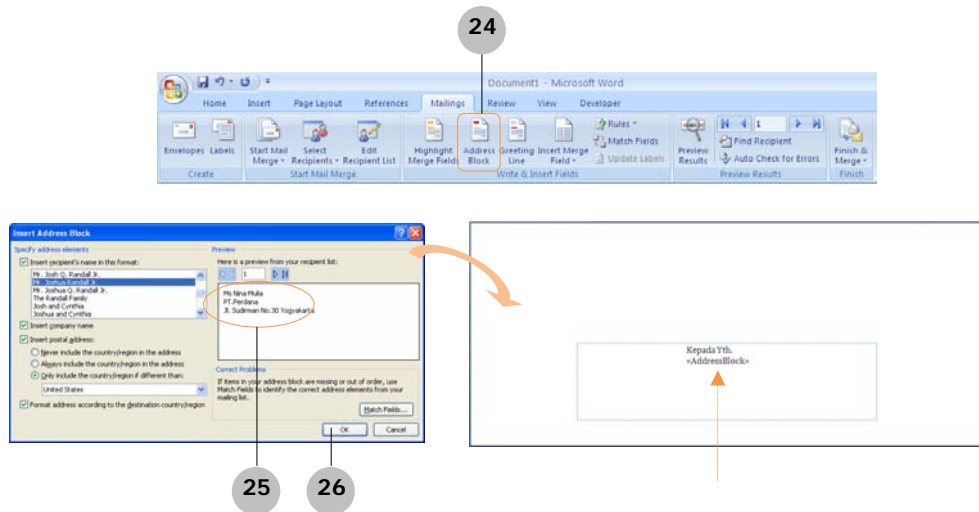 24
Document1 - Microsoft Word
Home Insert Page Layout References Mailings Review View Developer
Envelopes Labels
Start Mail Merge
Select Recipients
Edit Recipient List
Highlight Merge Fields
Address Block
Greeting Line
Insert Merge Field
Rules
Match Fields
Update Labels
Preview Results
1
Find Recipient
Auto Check for Errors
Finish & Merge
Create Start Mail Merge Write & Insert Fields Preview Results Finish
Insert Address Block
Specify address elements
Insert recipient's name in this format:
Mr. Josh Q. Randall Jr.
Mr. Joshua Randall Jr.
Mr. Joshua Q. Randall Jr.
The Randall Family
Josh and Cynthia
Joshua and Cynthia
Insert company name
Insert postal address:
Never include the country/region in the address
Always include the country/region in the address
Only include the country/region if different than:
United States
Format address according to the destination country/region
Preview
Here is a preview from your recipient list:
1
Ms Nina Mulia
PT.Perdana
Jl. Sudirman No.30 Yogyakarta
Correct Problems
If items in your address block are missing or out of order, use
Match Fields to identify the correct address elements from your
mailing list.
Match Fields...
OK Cancel
Kepada Yth.
«AddressBlock»
25 26